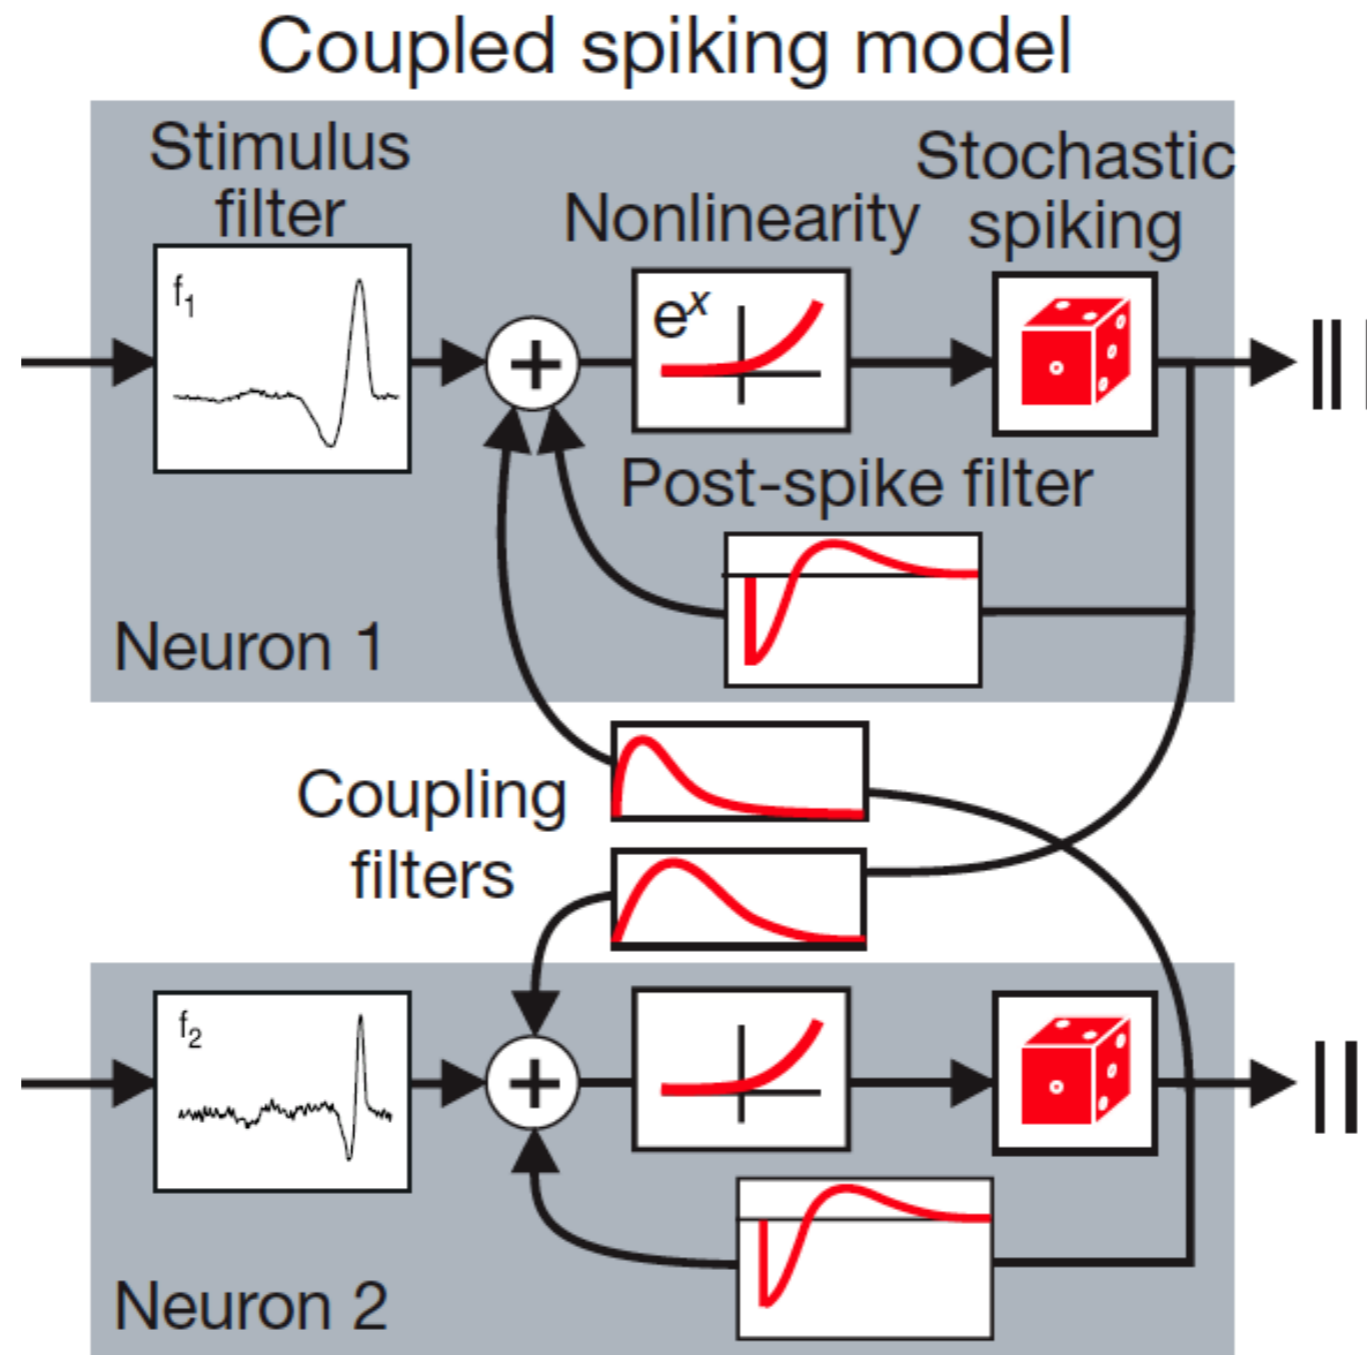 Coupled spiking model
Stimulus
filter
Nonlinearity
Stochastic
spiking
f₁
eˣ
+
Post-spike filter
Neuron 1
Coupling
filters
f₂
+
Neuron 2